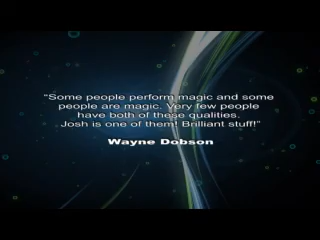 "Some people perform magic and some
people are magic. Very few people
have both of these qualities.
Josh is one of them! Brilliant stuff!"
Wayne Dobson